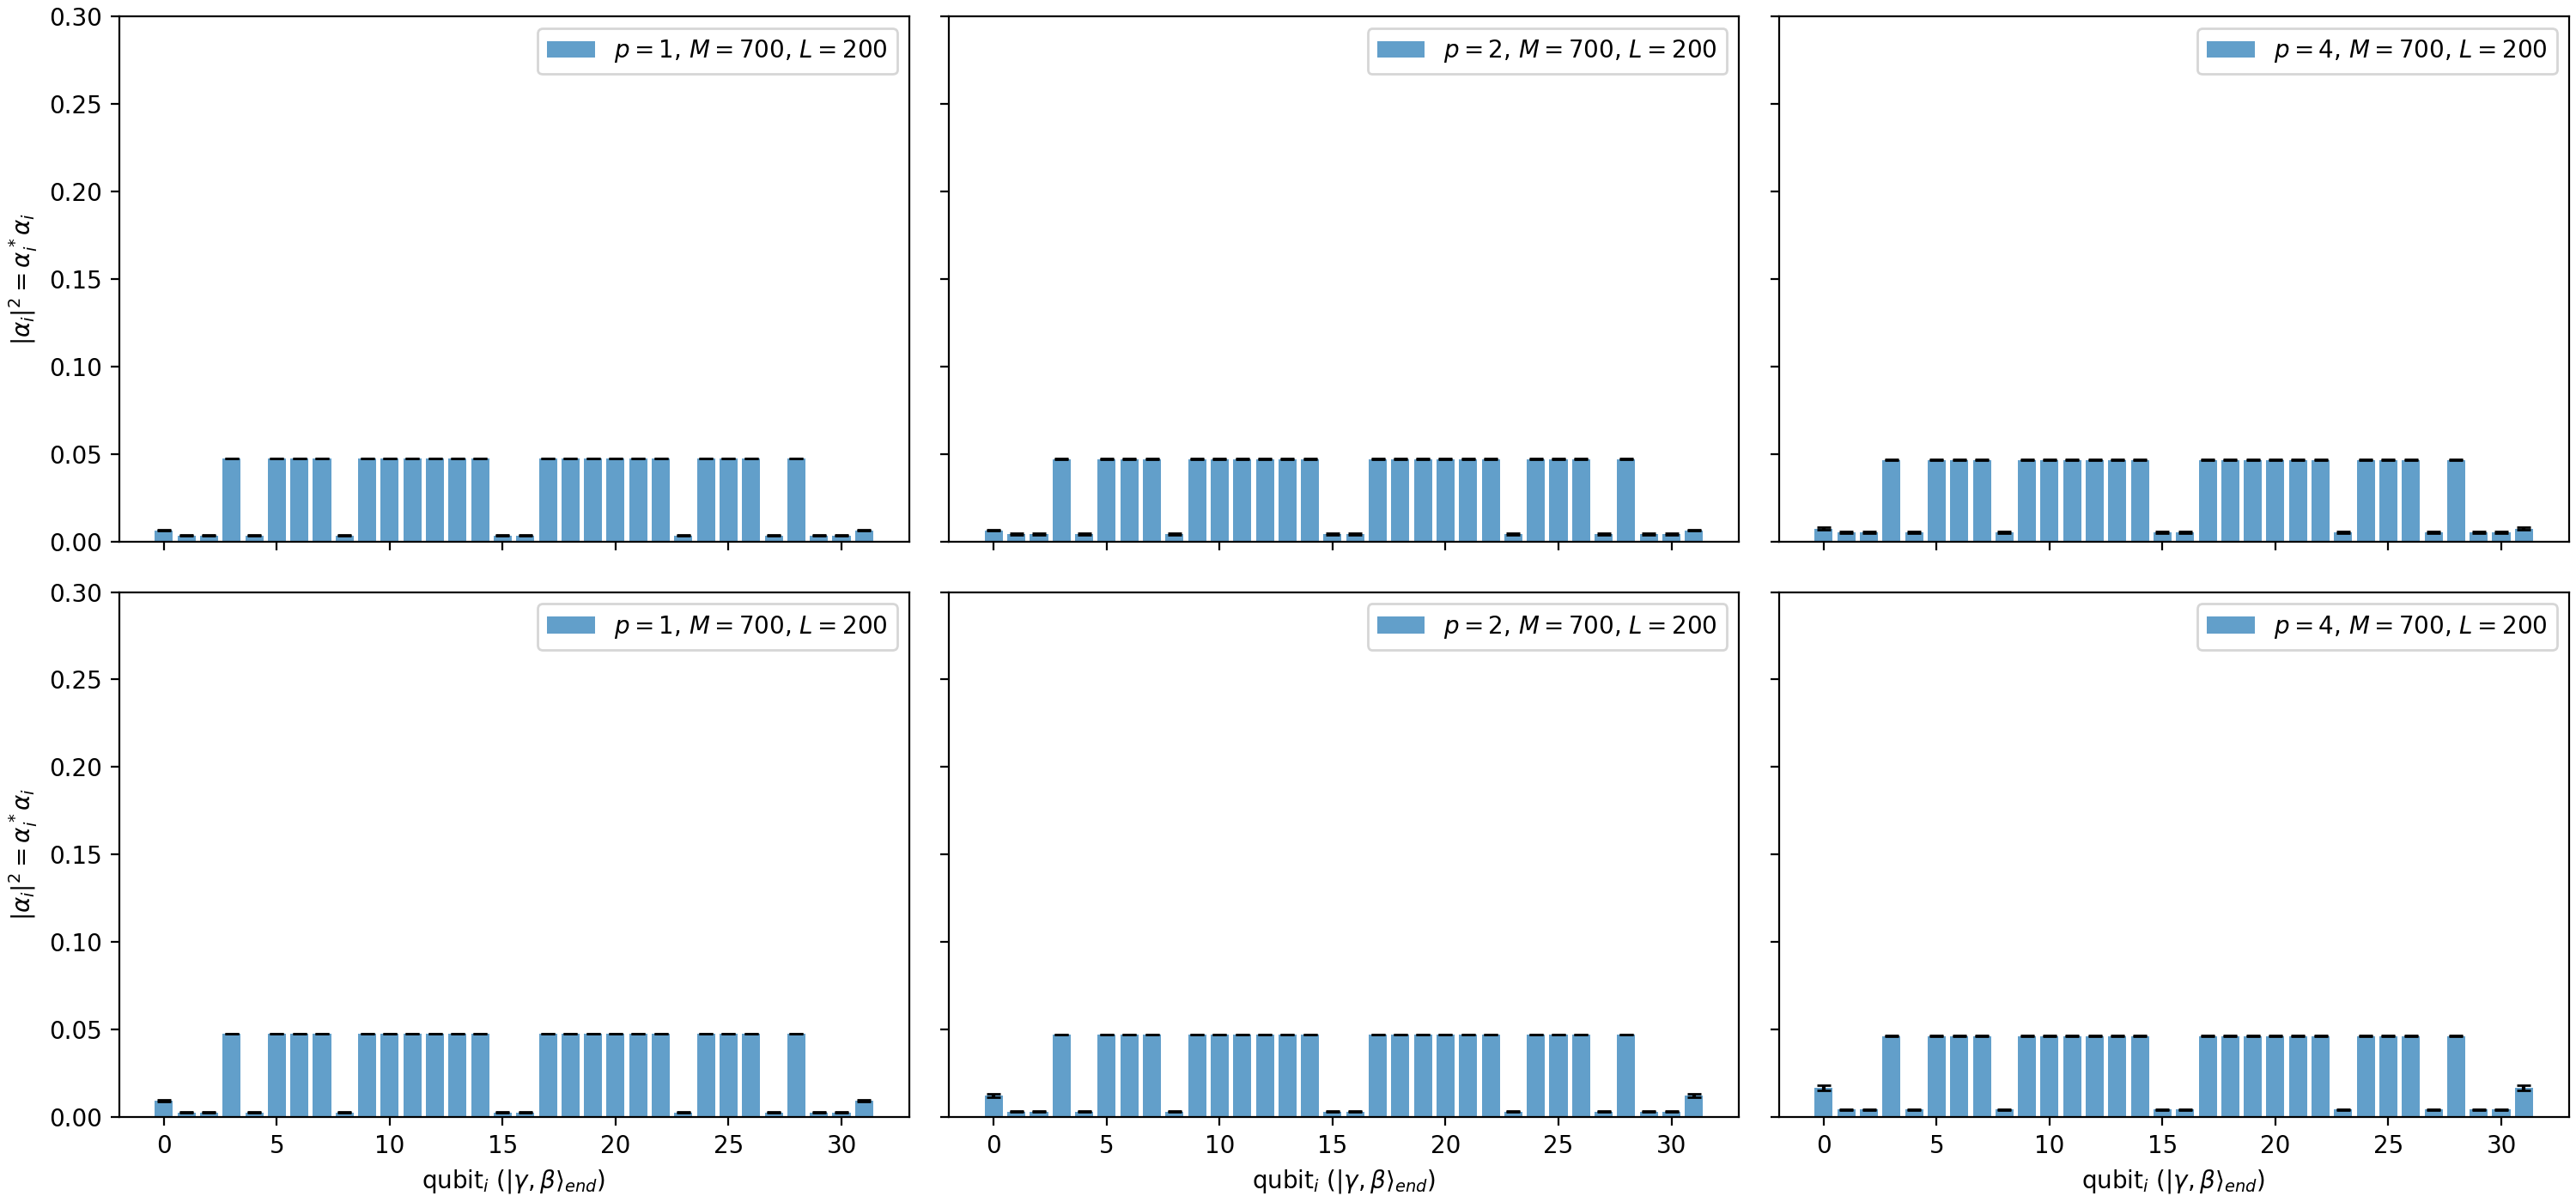 |αᵢ|² = αᵢ* αᵢ
0.30
0.25
0.20
0.15
0.10
0.05
0.00
p = 1, M = 700, L = 200
p = 2, M = 700, L = 200
p = 4, M = 700, L = 200
|αᵢ|² = αᵢ* αᵢ
0.30
0.25
0.20
0.15
0.10
0.05
0.00
p = 1, M = 700, L = 200
p = 2, M = 700, L = 200
p = 4, M = 700, L = 200
0 5 10 15 20 25 30
0 5 10 15 20 25 30
0 5 10 15 20 25 30
qubitᵢ (|γ, β⟩ₑₙd)
qubitᵢ (|γ, β⟩ₑₙd)
qubitᵢ (|γ, β⟩ₑₙd)